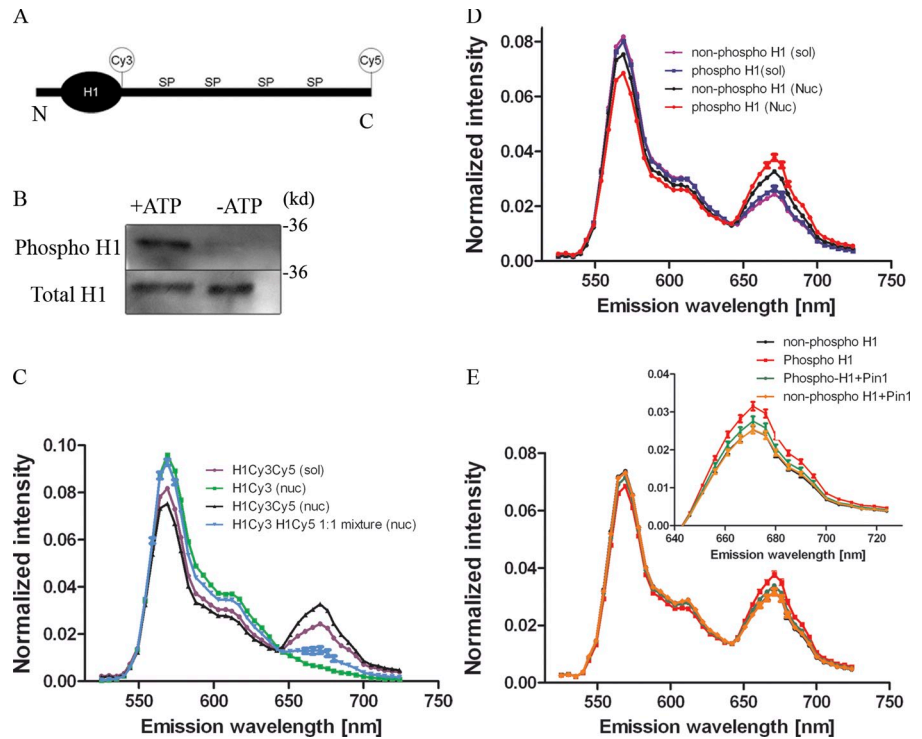 A
Cy3
Cy5
H1
SP SP SP SP
N
C
B
+ATP -ATP (kd)
Phospho H1
-36
Total H1
-36
C
Normalized intensity
0.10
0.08
0.06
0.04
0.02
0.00
H1Cy3Cy5 (sol)
H1Cy3 (nuc)
H1Cy3Cy5 (nuc)
H1Cy3 H1Cy5 1:1 mixture (nuc)
550 600 650 700 750
Emission wavelength [nm]
D
Normalized intensity
0.08
0.06
0.04
0.02
0.00
non-phospho H1 (sol)
phospho H1(sol)
non-phospho H1 (Nuc)
phospho H1 (Nuc)
550 600 650 700 750
Emission wavelength [nm]
E
non-phospho H1
Phospho H1
Phospho-H1+Pin1
non-phospho H1+Pin1
0.04
0.03
0.02
0.01
0.00
640 660 680 700 720
Emission wavelength [nm]
Normalized intensity
0.08
0.06
0.04
0.02
0.00
550 600 650 700 750
Emission wavelength [nm]